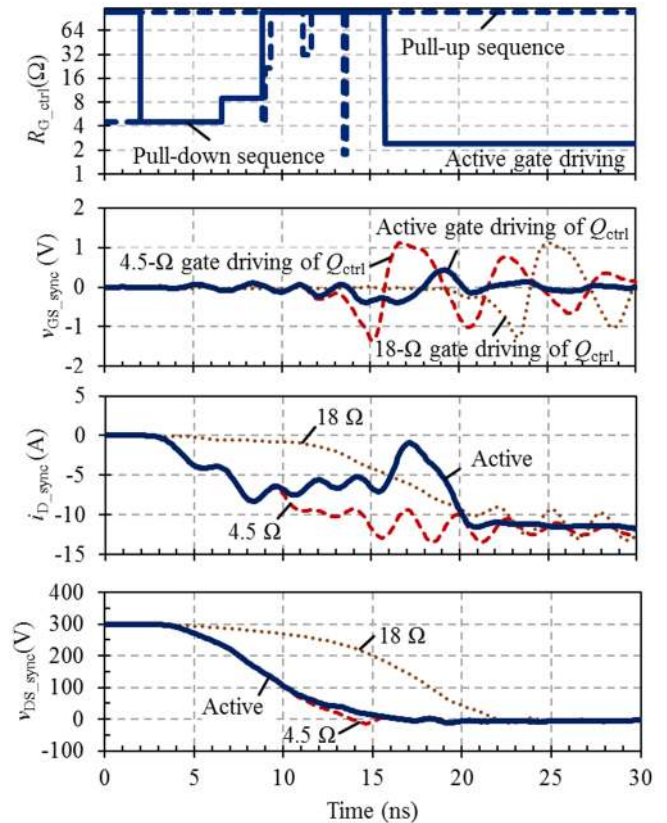 64
32
16
8
4
2
1
R_G_ctrl(Ω)
Pull-up sequence
Pull-down sequence
Active gate driving
2
1
0
-1
-2
v_GS_sync (V)
Active gate driving of Q_ctrl
4.5-Ω gate driving of Q_ctrl
18-Ω gate driving of Q_ctrl
5
0
-5
-10
-15
i_D_sync (A)
18 Ω
Active
4.5 Ω
400
300
200
100
0
-100
v_DS_sync(V)
18 Ω
Active
4.5 Ω
0 5 10 15 20 25 30
Time (ns)